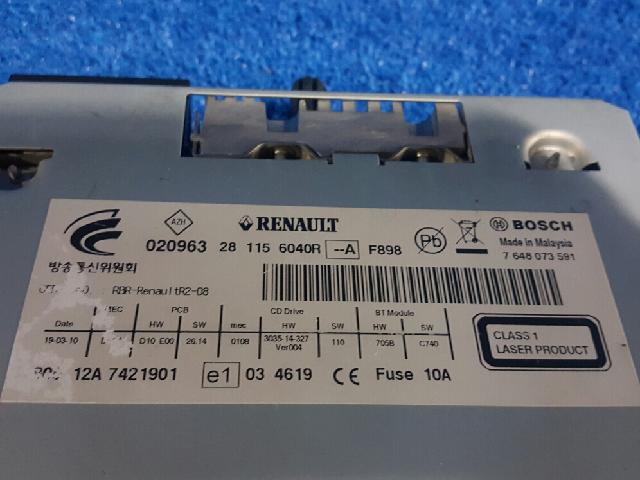 AZH
RENAULT
BOSCH
020963 28 115 6040R --A F898
Pb
Made in Malaysia
7 648 073 591
방송통신위원회
RBR-RenaultR2-08
MEC PCB CD Drive BT Module
Date HW SW mec HW SW HW SW
19-03-10 D10 E00 26.14 0108 3035-14-327 110 705B C740
Ver004
CLASS 1
LASER PRODUCT
12A 7421901 e1 03 4619 CE Fuse 10A